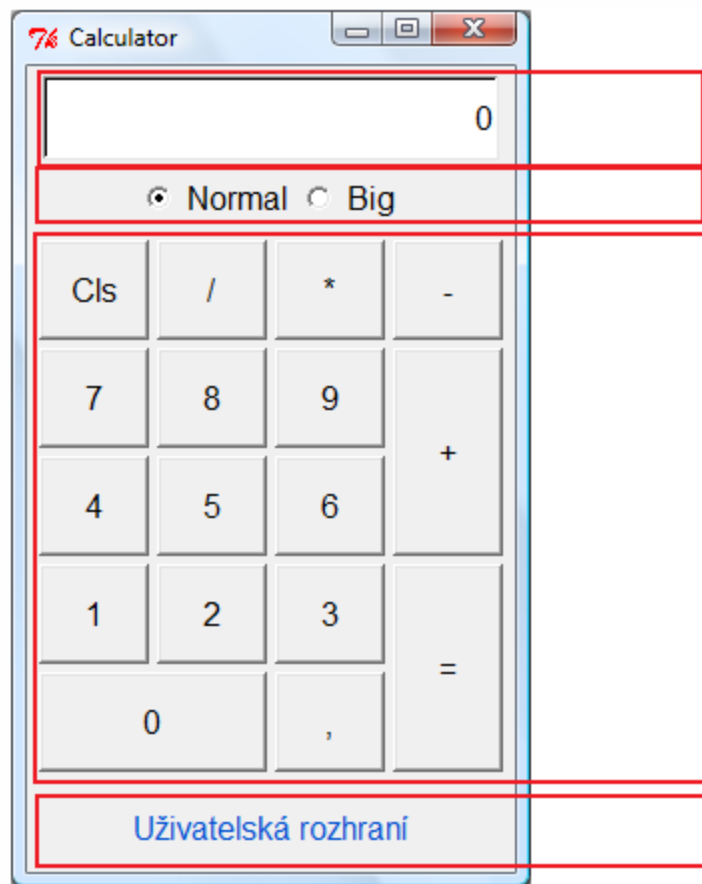 Calculator
0
Normal Big
Cls / * -
7 8 9
+
4 5 6
1 2 3
=
0 ,
Uživatelská rozhraní